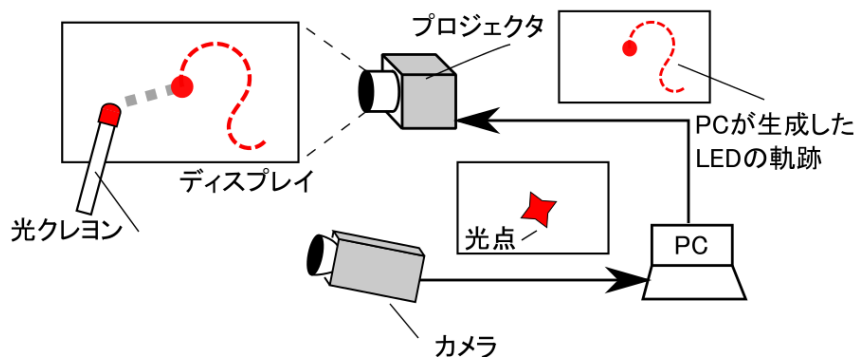 プロジェクタ
PCが生成した
LEDの軌跡
ディスプレイ
光クレヨン
光点
PC
カメラ